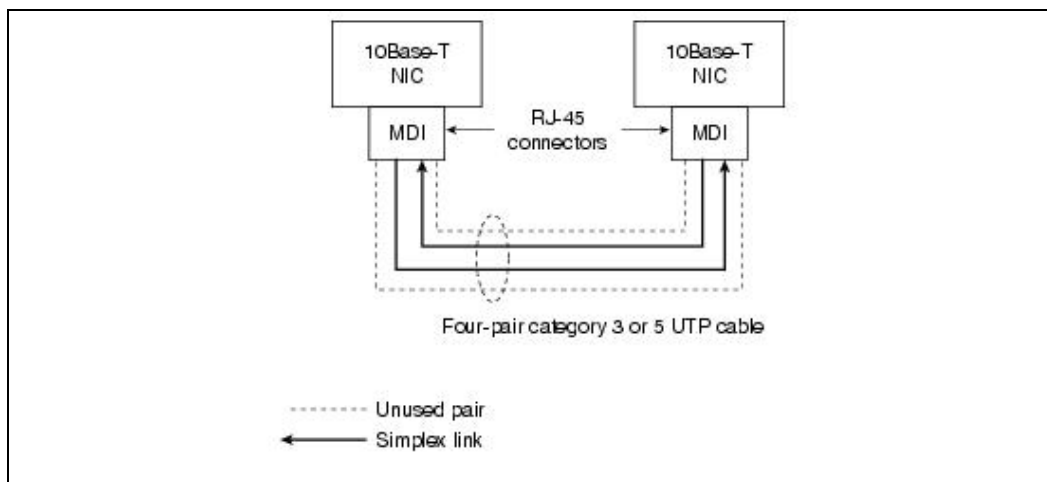 10Base-T
NIC
10Base-T
NIC
MDI
RJ-45
connectors
MDI
Four-pair category 3 or 5 UTP cable
Unused pair
Simplex link